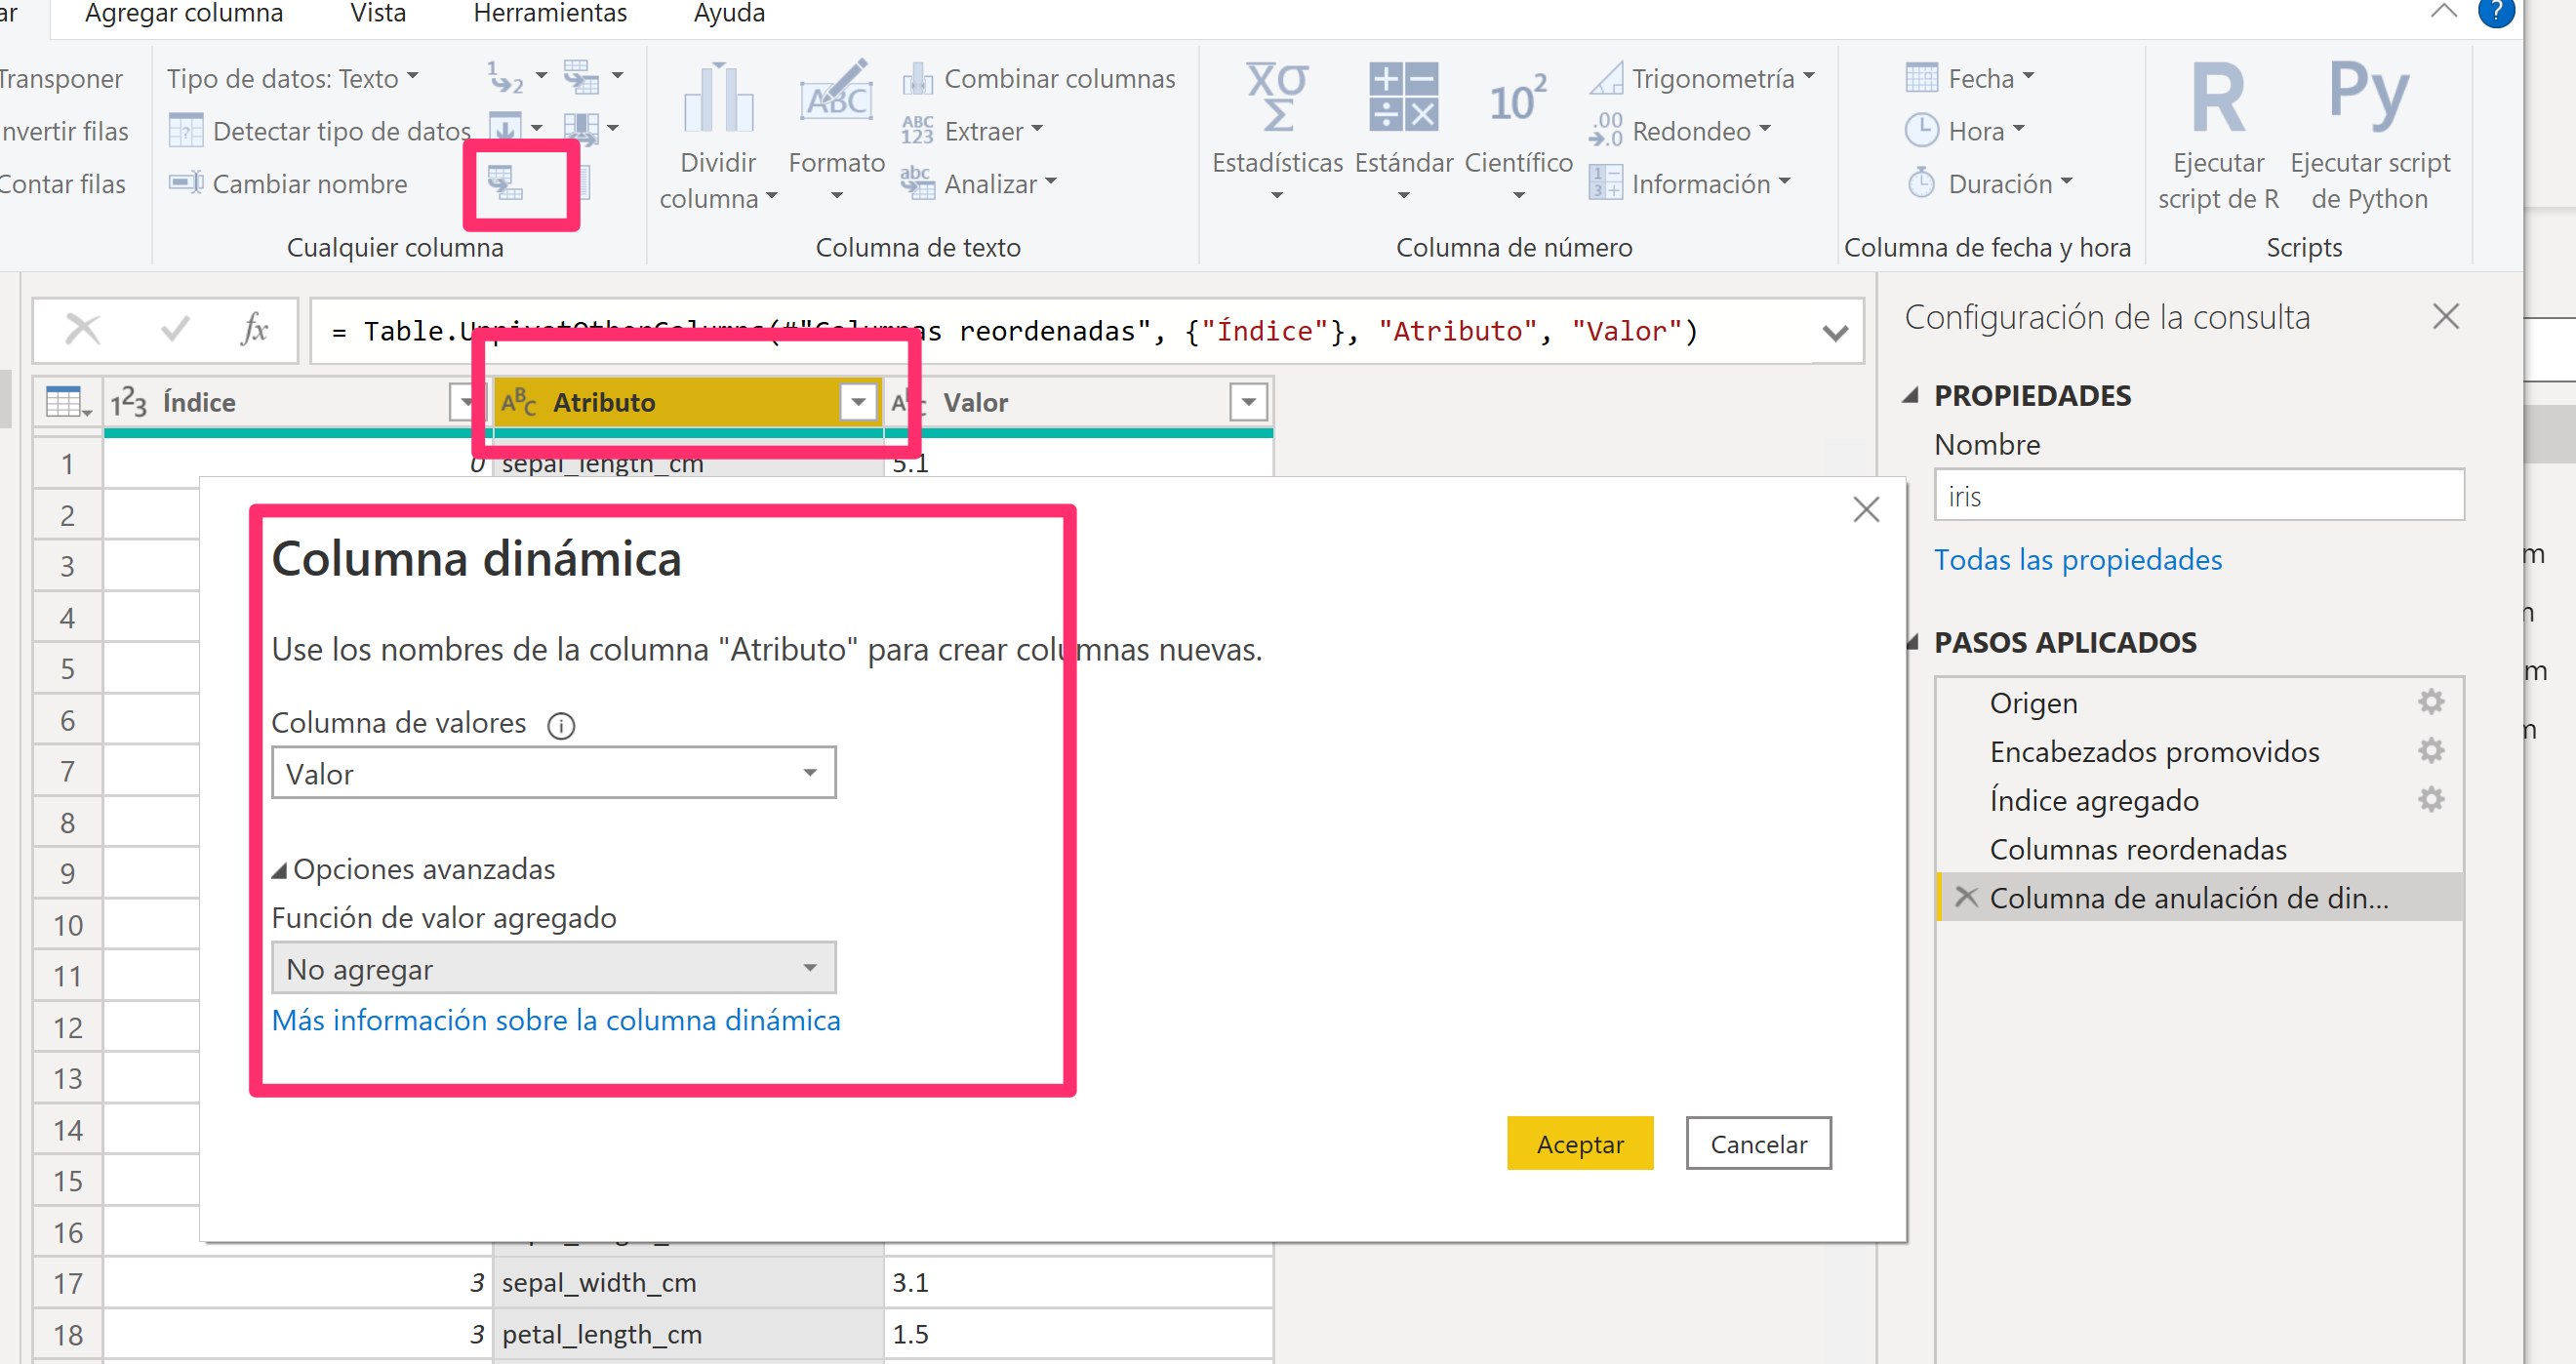 Agregar columna Vista Herramientas Ayuda
Transponer
Invertir filas
Contar filas
Tipo de datos: Texto
Detectar tipo de datos
Cambiar nombre
Cualquier columna
Dividir columna
Formato
Combinar columnas
Extraer
Analizar
Columna de texto
Estadísticas
Estándar
10²
Científico
Trigonometría
Redondeo
Información
Columna de número
Fecha
Hora
Duración
Columna de fecha y hora
R
Ejecutar script de R
Py
Ejecutar script de Python
Scripts
fx
= Table.UnpivotOtherColumns(#"Columnas reordenadas", {"Índice"}, "Atributo", "Valor")
Índice Atributo Valor
1 0 sepal_length_cm 5.1
2
3
4
5
6
7
8
9
10
11
12
13
14
15
16
17 3 sepal_width_cm 3.1
18 3 petal_length_cm 1.5
Columna dinámica
Use los nombres de la columna "Atributo" para crear columnas nuevas.
Columna de valores
Valor
Opciones avanzadas
Función de valor agregado
No agregar
Más información sobre la columna dinámica
Aceptar Cancelar
Configuración de la consulta
PROPIEDADES
Nombre
iris
Todas las propiedades
PASOS APLICADOS
Origen
Encabezados promovidos
Índice agregado
Columnas reordenadas
Columna de anulación de din...